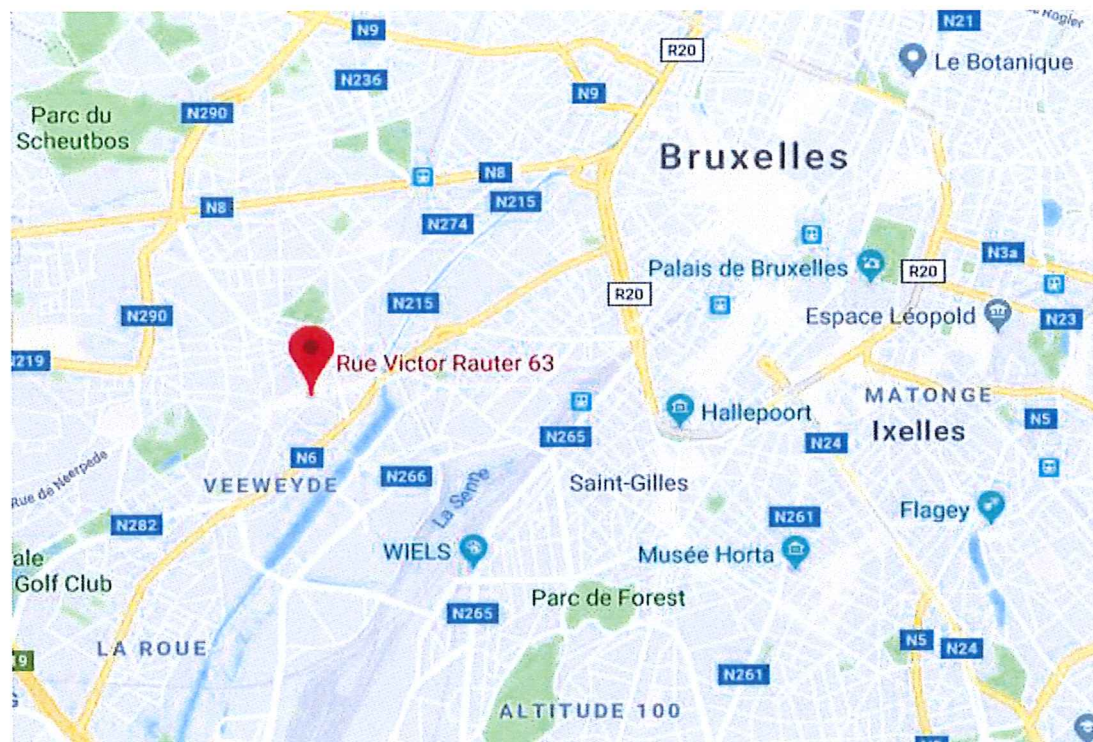 Rogier
N21
N9
R20
Le Botanique
N236
N9
Parc du
Scheutbos
N290
Bruxelles
N8
N215
N8
N274
N3a
Palais de Bruxelles
R20
R20
N215
N290
Espace Léopold
N23
N219
Rue Victor Rauter 63
MATONGE
Hallepoort
N5
Ixelles
N265
N24
N6
N266
Rue de Neerpede
VEEWEYDE
La Senne
Saint-Gilles
Flagey
N282
N261
WIELS
Musée Horta
ale
Golf Club
Parc de Forest
N265
LA ROUE
N5
N24
N261
ALTITUDE 100